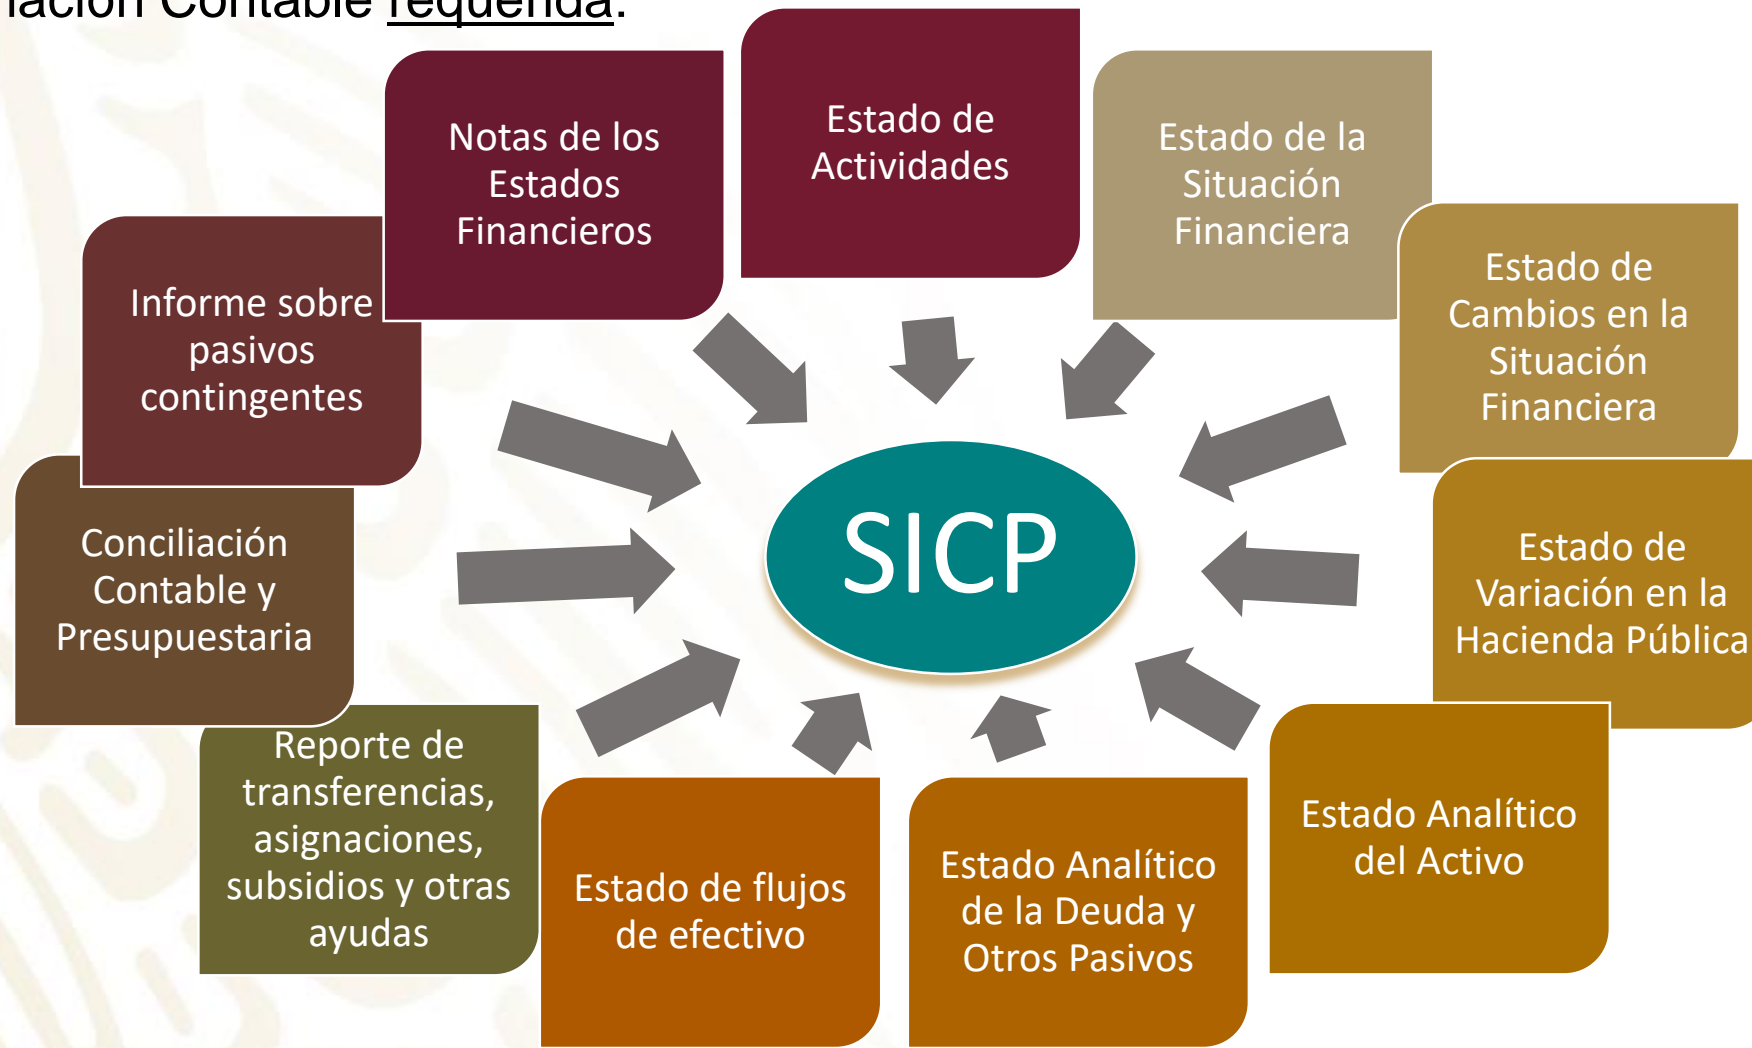 nación Contable requerida.
Estado de
Actividades
Estado de la
Situación
Financiera
Estado de
Cambios en la
Situación
Financiera
Estado de
Variación en la
Hacienda Pública
Estado Analítico
del Activo
Estado Analítico
de la Deuda y
Otros Pasivos
Estado de flujos
de efectivo
Reporte de
transferencias,
asignaciones,
subsidios y otras
ayudas
Conciliación
Contable y
Presupuestaria
Informe sobre
pasivos
contingentes
Notas de los
Estados
Financieros
SICP